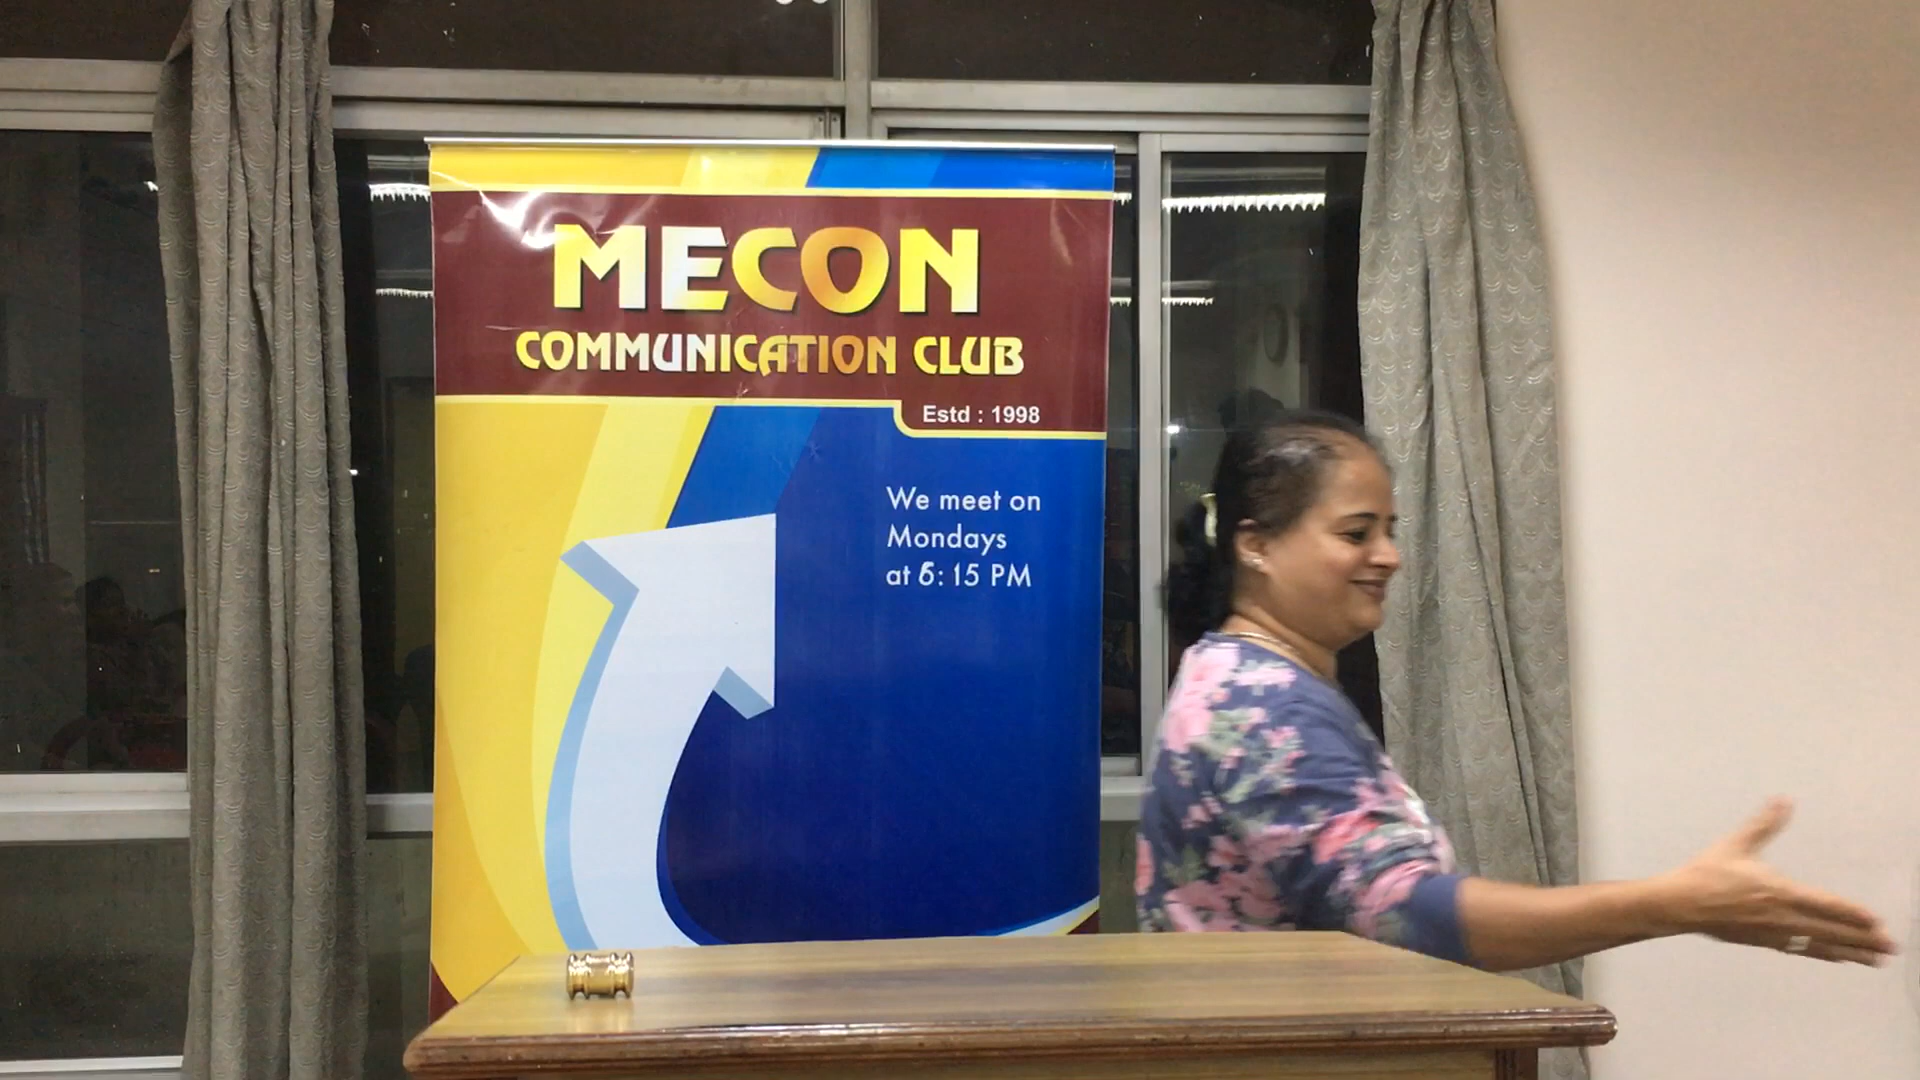 MECON
COMMUNICATION CLUB
Estd : 1998
We meet on
Mondays
at 6: 15 PM